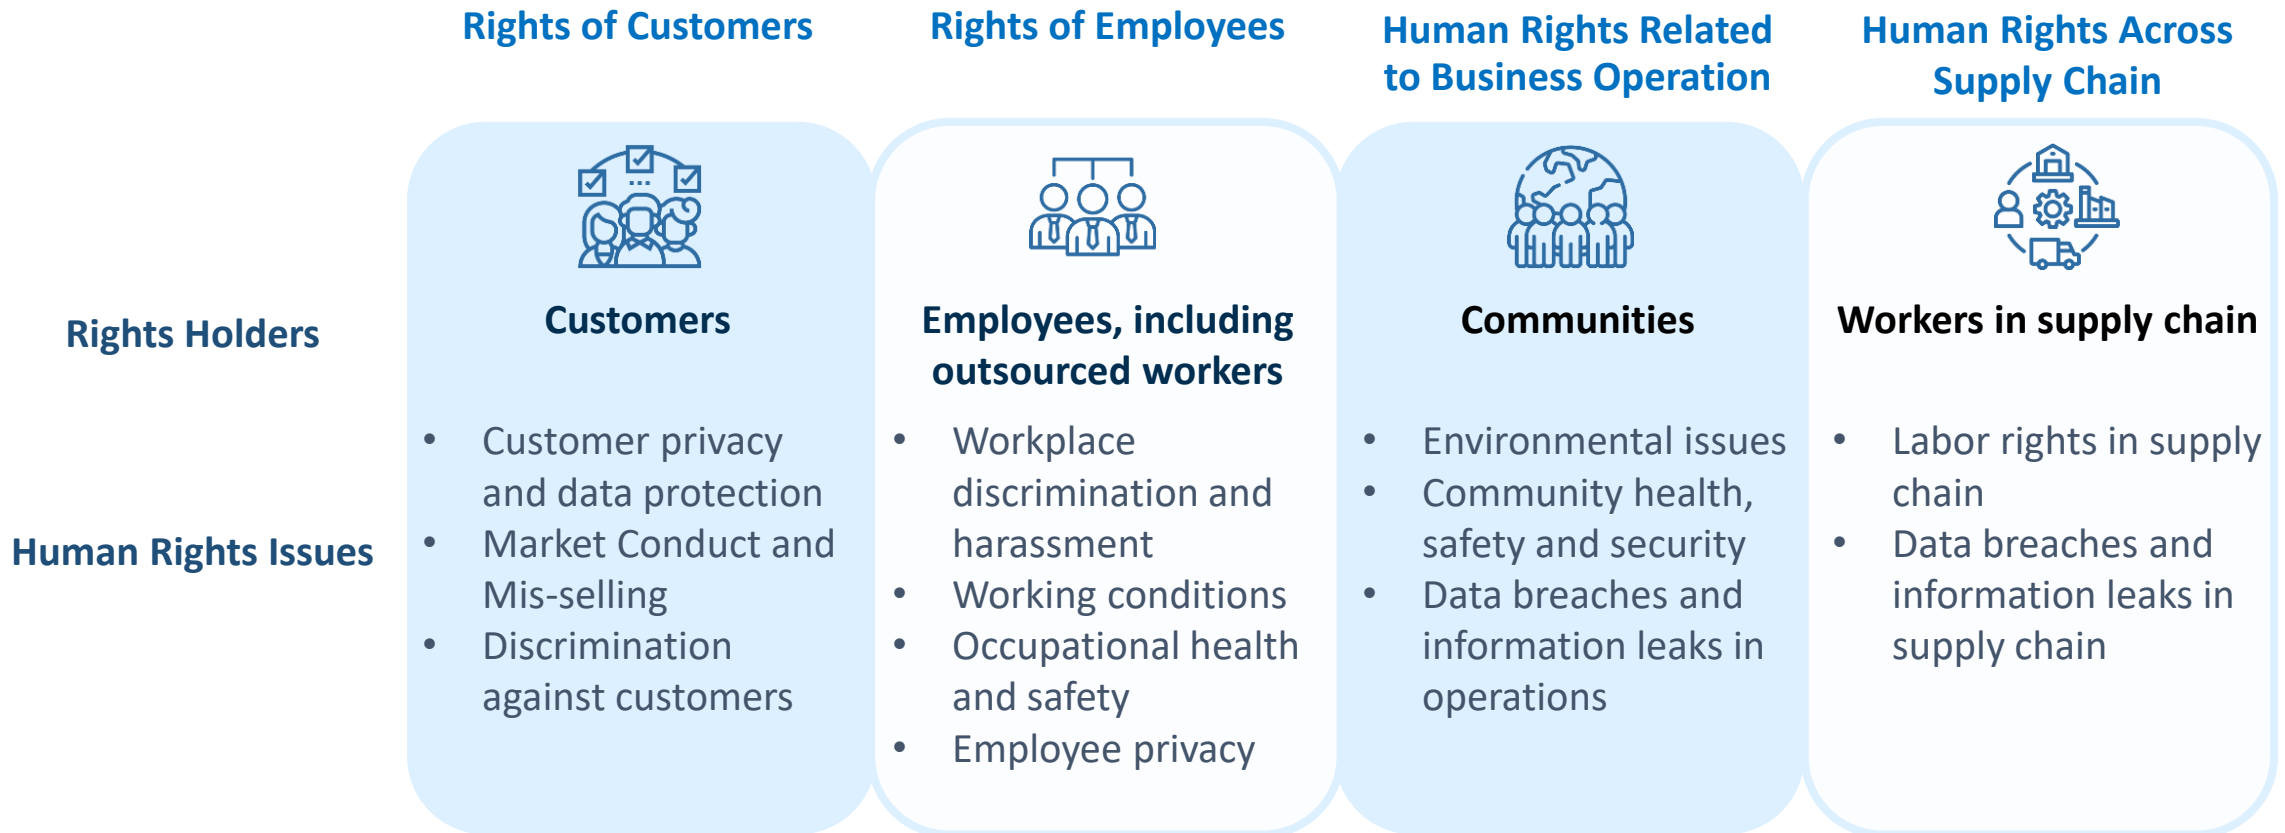 Rights of Customers
Rights of Employees
Human Rights Related
to Business Operation
Human Rights Across
Supply Chain
Rights Holders
Customers
Employees, including
outsourced workers
Communities
Workers in supply chain
Human Rights Issues
• Customer privacy
and data protection
• Market Conduct and
Mis-selling
• Discrimination
against customers
• Workplace
discrimination and
harassment
• Working conditions
• Occupational health
and safety
• Employee privacy
• Environmental issues
• Community health,
safety and security
• Data breaches and
information leaks in
operations
• Labor rights in supply
chain
• Data breaches and
information leaks in
supply chain